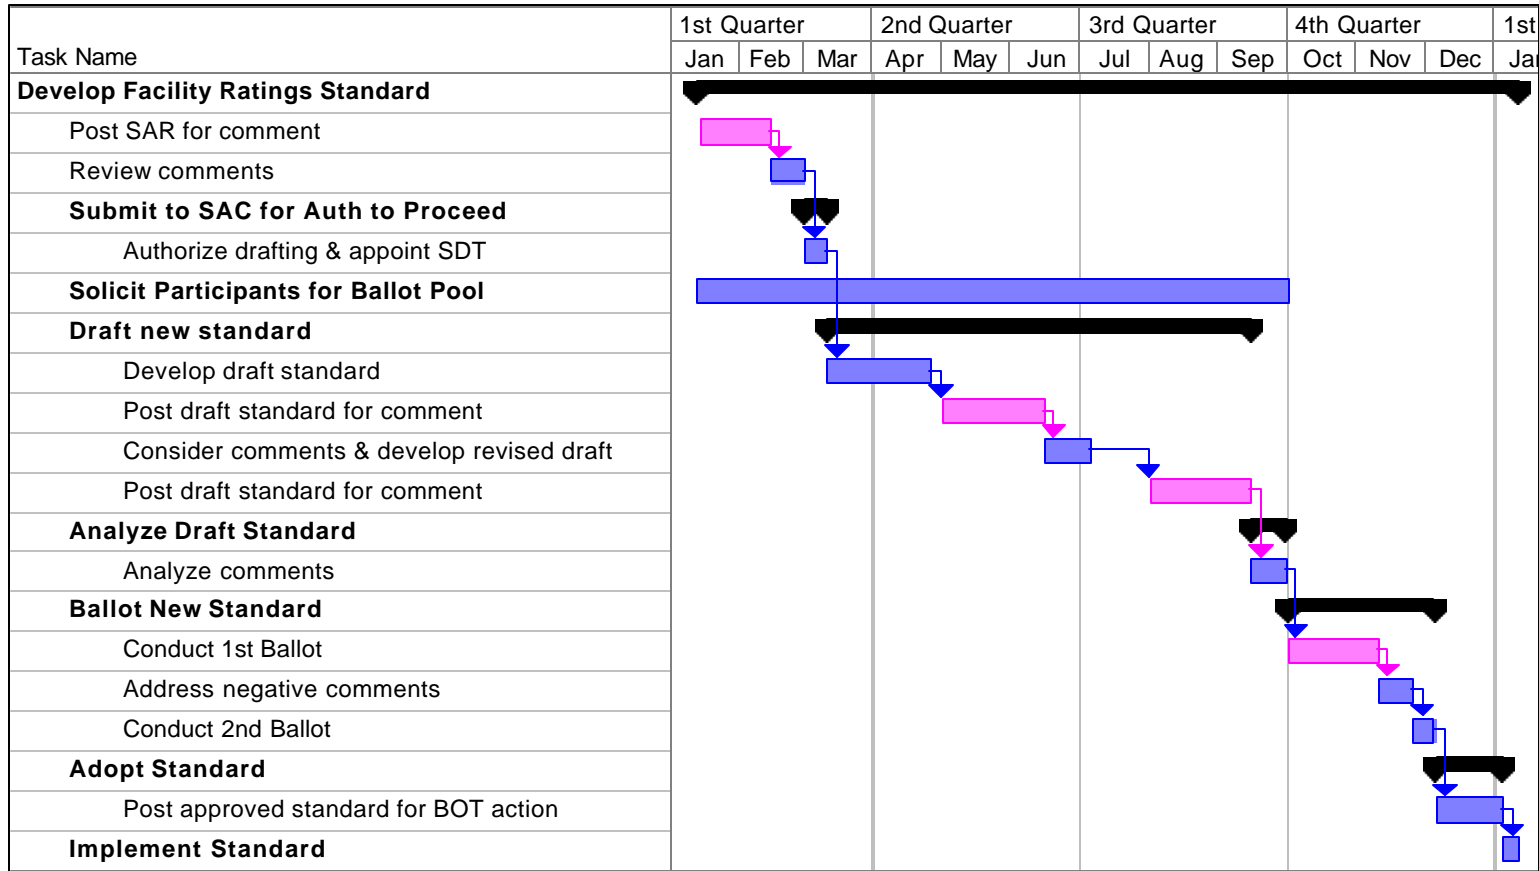 1st Quarter 2nd Quarter 3rd Quarter 4th Quarter 1st
Task Name Jan Feb Mar Apr May Jun Jul Aug Sep Oct Nov Dec Jan
Develop Facility Ratings Standard
Post SAR for comment
Review comments
Submit to SAC for Auth to Proceed
Authorize drafting & appoint SDT
Solicit Participants for Ballot Pool
Draft new standard
Develop draft standard
Post draft standard for comment
Consider comments & develop revised draft
Post draft standard for comment
Analyze Draft Standard
Analyze comments
Ballot New Standard
Conduct 1st Ballot
Address negative comments
Conduct 2nd Ballot
Adopt Standard
Post approved standard for BOT action
Implement Standard